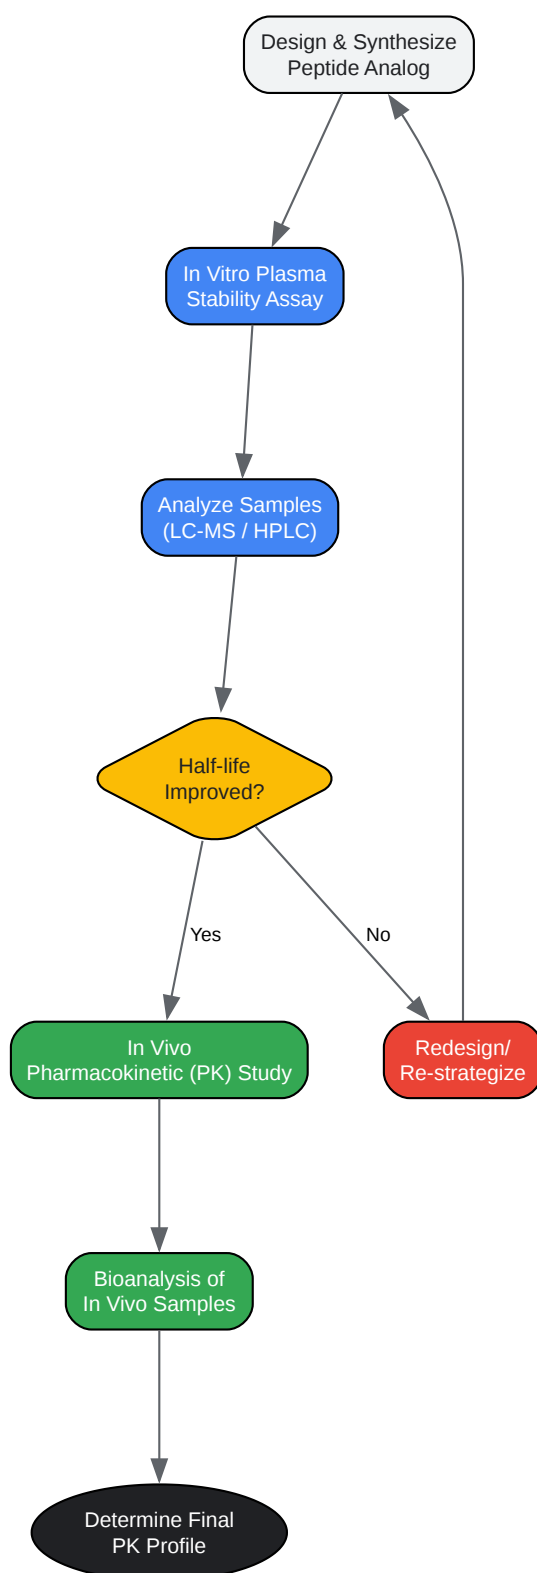 Design & Synthesize
Peptide Analog
In Vitro Plasma
Stability Assay
Analyze Samples
(LC-MS / HPLC)
Half-life
Improved?
Yes
No
In Vivo
Pharmacokinetic (PK) Study
Redesign/
Re-strategize
Bioanalysis of
In Vivo Samples
Determine Final
PK Profile